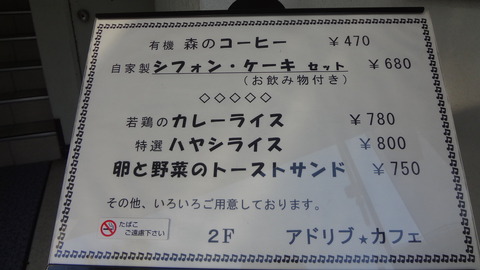 有機 森のコーヒー ￥470
自家製 シフォン・ケーキ セット ￥680
(お飲み物付き)
◇◇◇◇◇
若鶏の カレーライス ￥780
特選 ハヤシライス ￥800
卵と野菜のトーストサンド ￥750
その他、いろいろご用意しております。
たばこ
ご遠慮下さい
２Ｆ アドリブ★カフェ